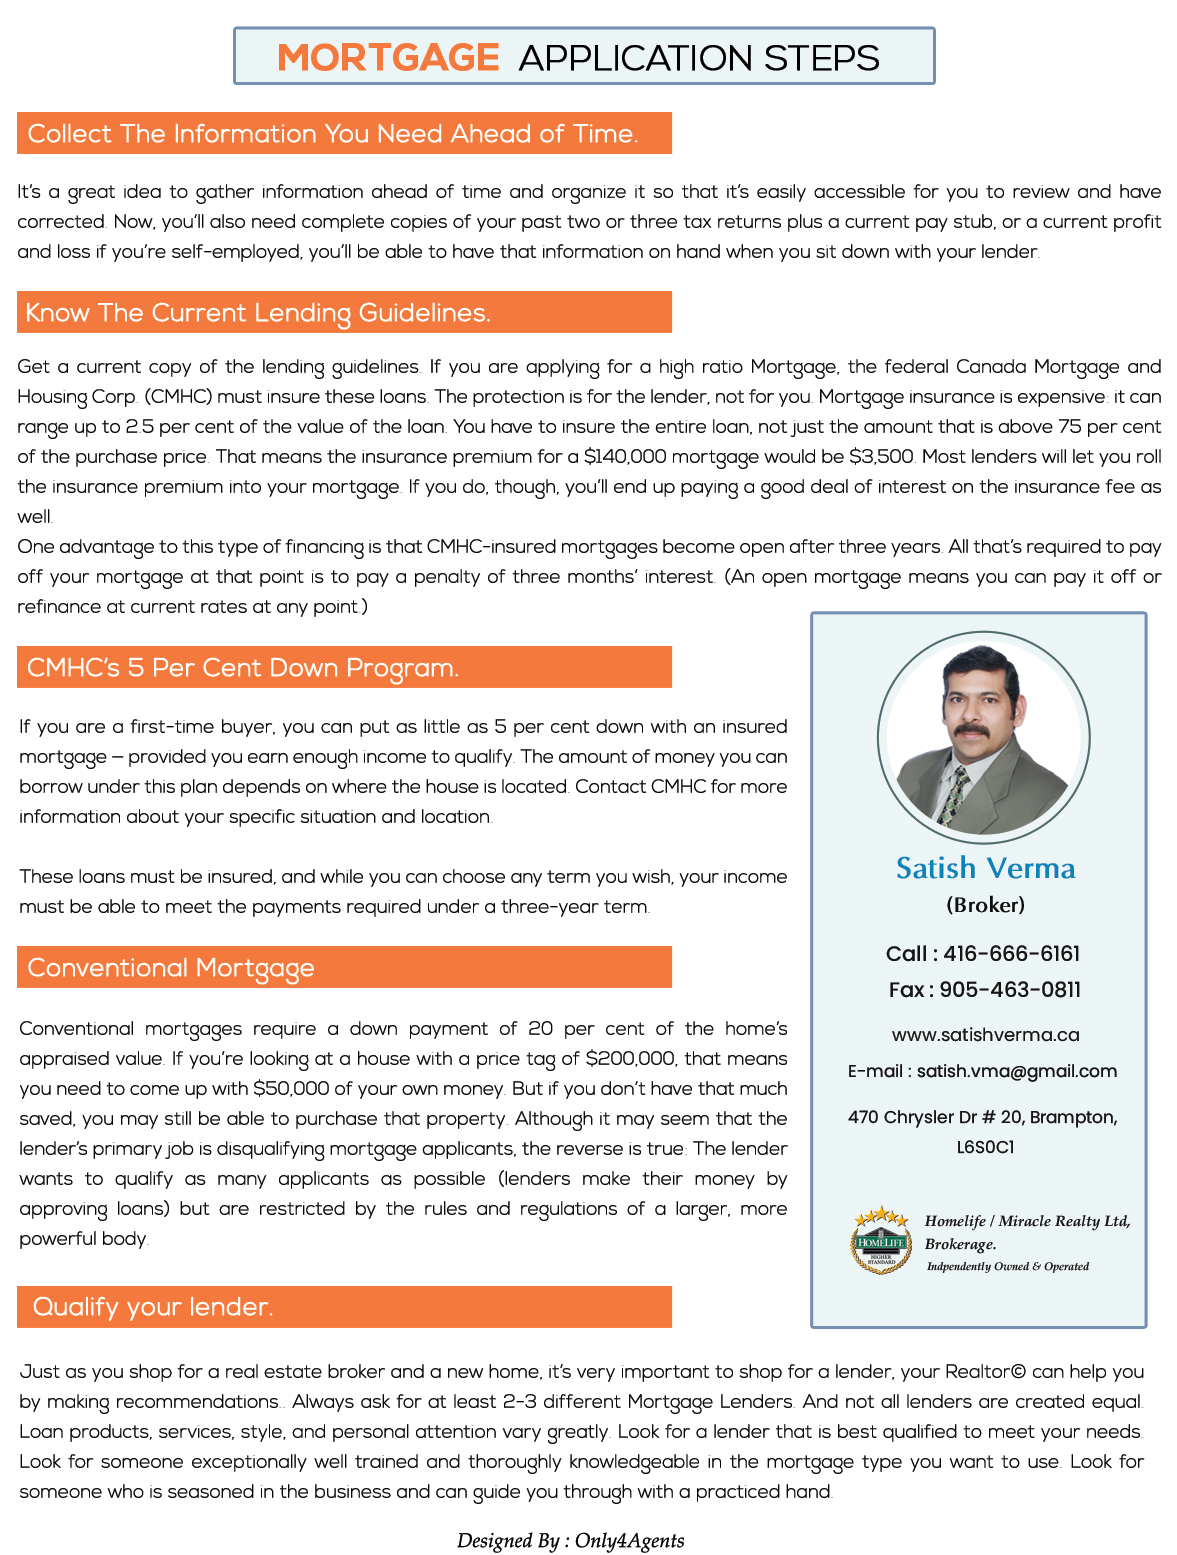 MORTGAGE APPLICATION STEPS
Collect The Information You Need Ahead of Time.
It's a great idea to gather information ahead of time and organize it so that it's easily accessible for you to review and have
corrected. Now, you'll also need complete copies of your past two or three tax returns plus a current pay stub, or a current profit
and loss if you're self-employed, you'll be able to have that information on hand when you sit down with your lender.
Know The Current Lending Guidelines.
Get a current copy of the lending guidelines. If you are applying for a high ratio Mortgage, the federal Canada Mortgage and
Housing Corp. (CMHC) must insure these loans. The protection is for the lender, not for you. Mortgage insurance is expensive: it can
range up to 2.5 per cent of the value of the loan. You have to insure the entire loan, not just the amount that is above 75 per cent
of the purchase price. That means the insurance premium for a $140,000 mortgage would be $3,500. Most lenders will let you roll
the insurance premium into your mortgage. If you do, though, you'll end up paying a good deal of interest on the insurance fee as
well.
One advantage to this type of financing is that CMHC-insured mortgages become open after three years. All that's required to pay
off your mortgage at that point is to pay a penalty of three months' interest. (An open mortgage means you can pay it off or
refinance at current rates at any point.)
CMHC's 5 Per Cent Down Program.
If you are a first-time buyer, you can put as little as 5 per cent down with an insured
mortgage – provided you earn enough income to qualify. The amount of money you can
borrow under this plan depends on where the house is located. Contact CMHC for more
information about your specific situation and location.
These loans must be insured, and while you can choose any term you wish, your income
must be able to meet the payments required under a three-year term.
Conventional Mortgage
Conventional mortgages require a down payment of 20 per cent of the home's
appraised value. If you're looking at a house with a price tag of $200,000, that means
you need to come up with $50,000 of your own money. But if you don't have that much
saved, you may still be able to purchase that property. Although it may seem that the
lender's primary job is disqualifying mortgage applicants, the reverse is true: The lender
wants to qualify as many applicants as possible (lenders make their money by
approving loans) but are restricted by the rules and regulations of a larger, more
powerful body.
Satish Verma
(Broker)
Call : 416-666-6161
Fax : 905-463-0811
www.satishverma.ca
E-mail : satish.vma@gmail.com
470 Chrysler Dr # 20, Brampton,
L6S0C1
HOMELIFE
HIGHER
STANDARD
Homelife / Miracle Realty Ltd,
Brokerage.
Indpendently Owned & Operated
Qualify your lender.
Just as you shop for a real estate broker and a new home, it's very important to shop for a lender, your Realtor© can help you
by making recommendations.. Always ask for at least 2-3 different Mortgage Lenders. And not all lenders are created equal.
Loan products, services, style, and personal attention vary greatly. Look for a lender that is best qualified to meet your needs.
Look for someone exceptionally well trained and thoroughly knowledgeable in the mortgage type you want to use. Look for
someone who is seasoned in the business and can guide you through with a practiced hand.
Designed By : Only4Agents